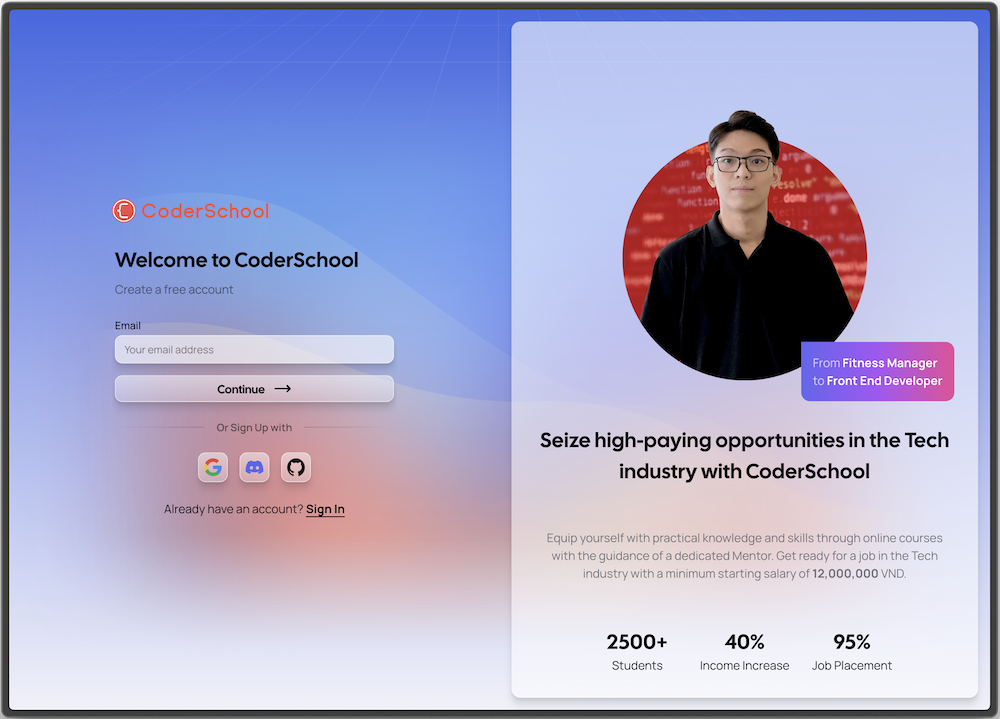 CoderSchool
Welcome to CoderSchool
Create a free account
Email
Your email address
Continue
Or Sign Up with
Already have an account? Sign In
From Fitness Manager
to Front End Developer
Seize high-paying opportunities in the Tech
industry with CoderSchool
Equip yourself with practical knowledge and skills through online courses
with the guidance of a dedicated Mentor. Get ready for a job in the Tech
industry with a minimum starting salary of 12,000,000 VND.
2500+ 40% 95%
Students Income Increase Job Placement